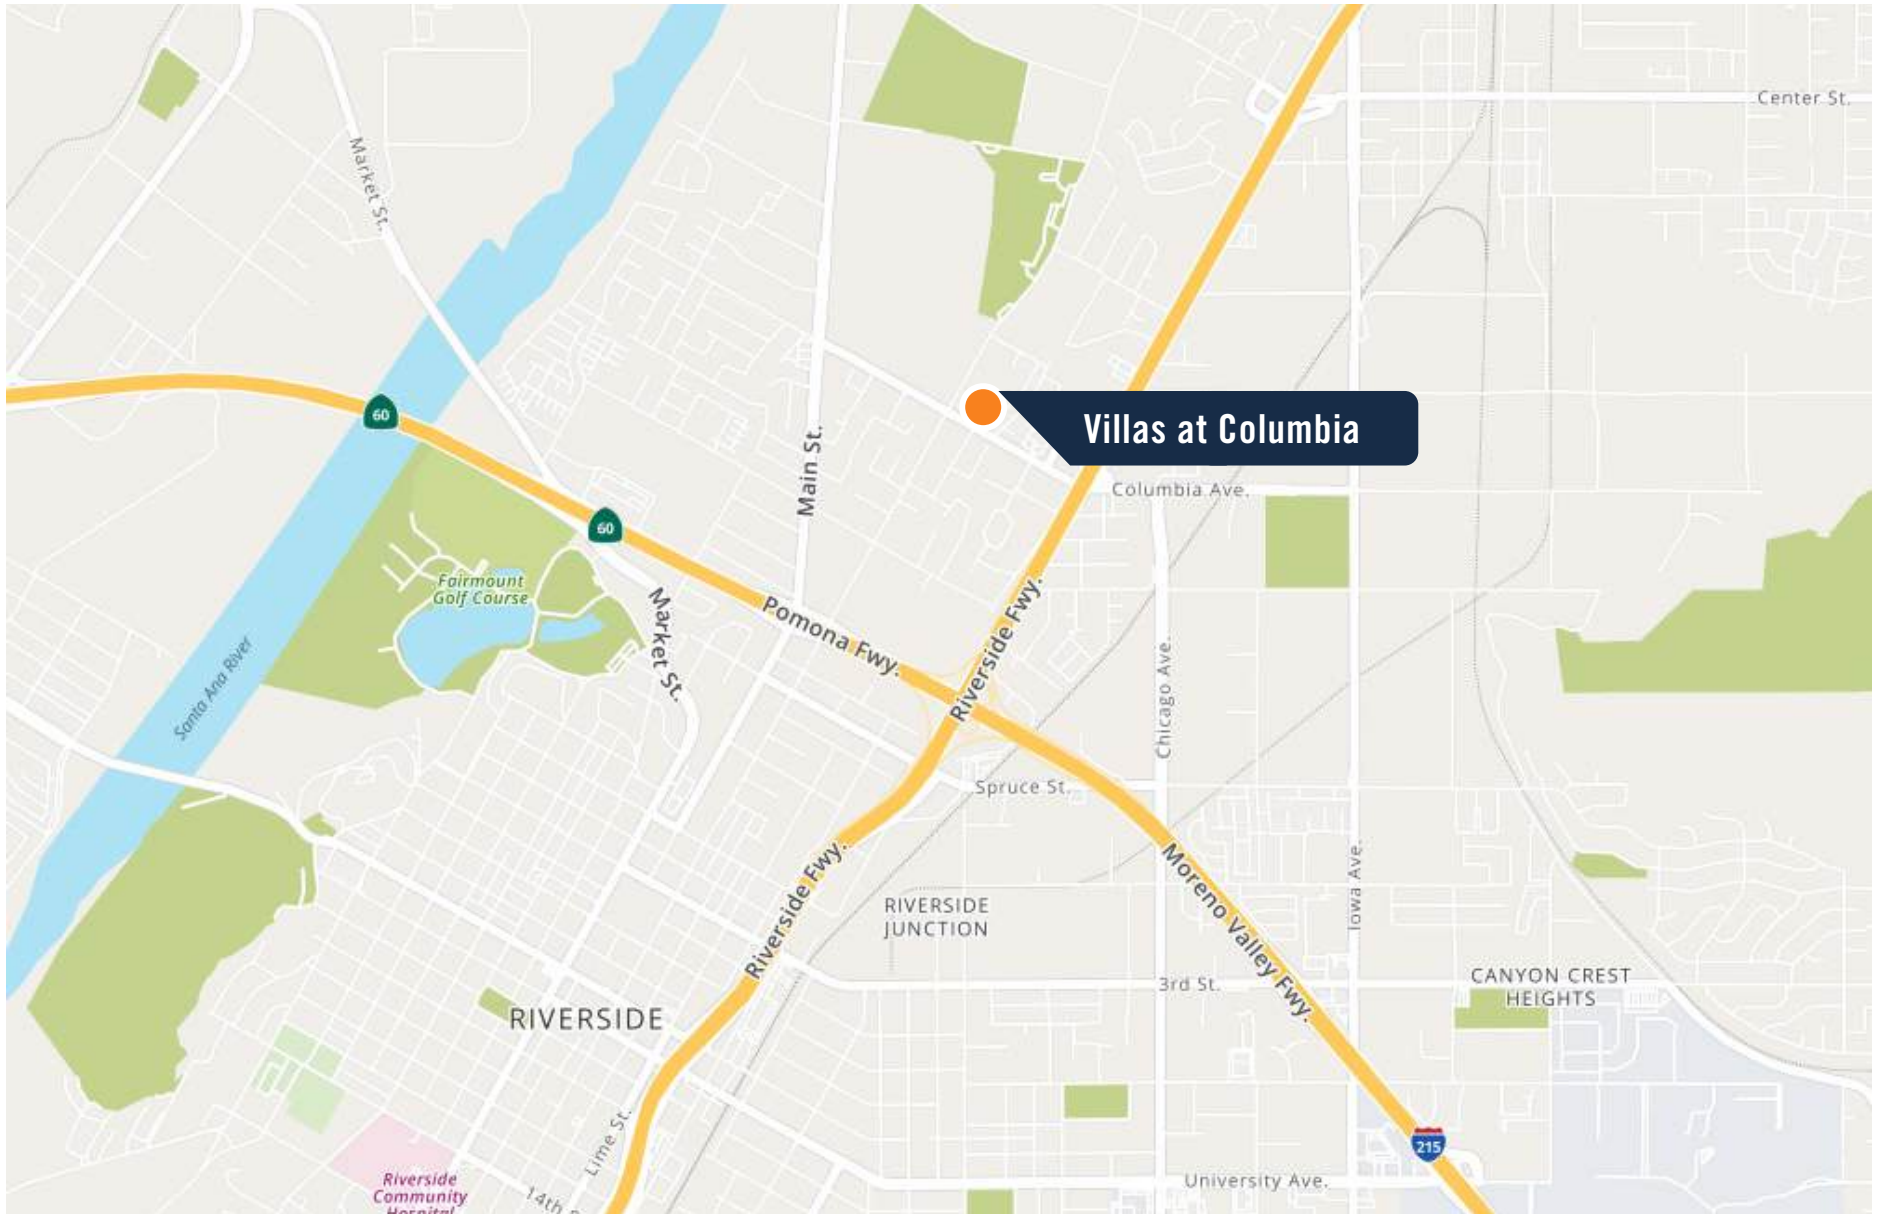 Center St.
Market St.
60
Villas at Columbia
Main St.
Columbia Ave.
60
Fairmount
Golf Course
Market St.
Pomona Fwy.
Riverside Fwy.
Santa Ana River
Chicago Ave.
Spruce St.
Riverside Fwy.
Moreno Valley Fwy.
Iowa Ave.
RIVERSIDE
JUNCTION
3rd St.
CANYON CREST
HEIGHTS
RIVERSIDE
Lime St.
215
Riverside
Community
Hospital
14th
University Ave.